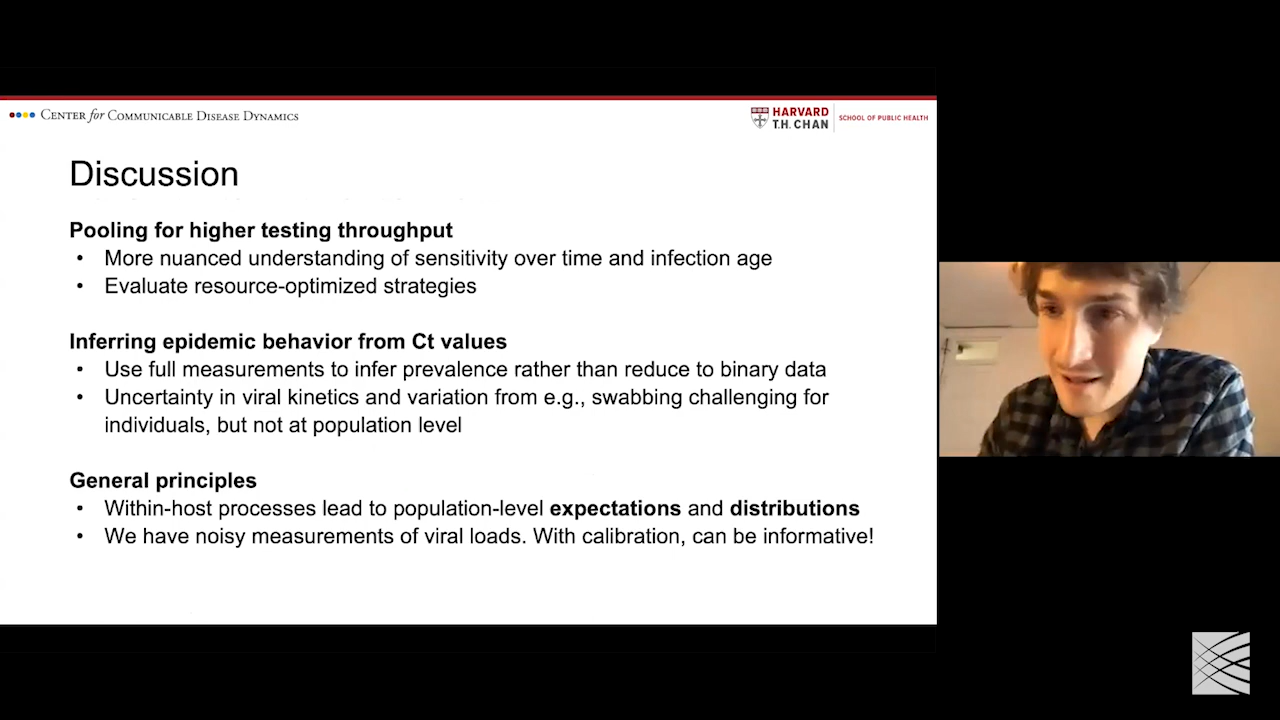 CENTER for COMMUNICABLE DISEASE DYNAMICS
HARVARD
T.H. CHAN
SCHOOL OF PUBLIC HEALTH
Discussion
Pooling for higher testing throughput
• More nuanced understanding of sensitivity over time and infection age
• Evaluate resource-optimized strategies
Inferring epidemic behavior from Ct values
• Use full measurements to infer prevalence rather than reduce to binary data
• Uncertainty in viral kinetics and variation from e.g., swabbing challenging for
individuals, but not at population level
General principles
• Within-host processes lead to population-level expectations and distributions
• We have noisy measurements of viral loads. With calibration, can be informative!